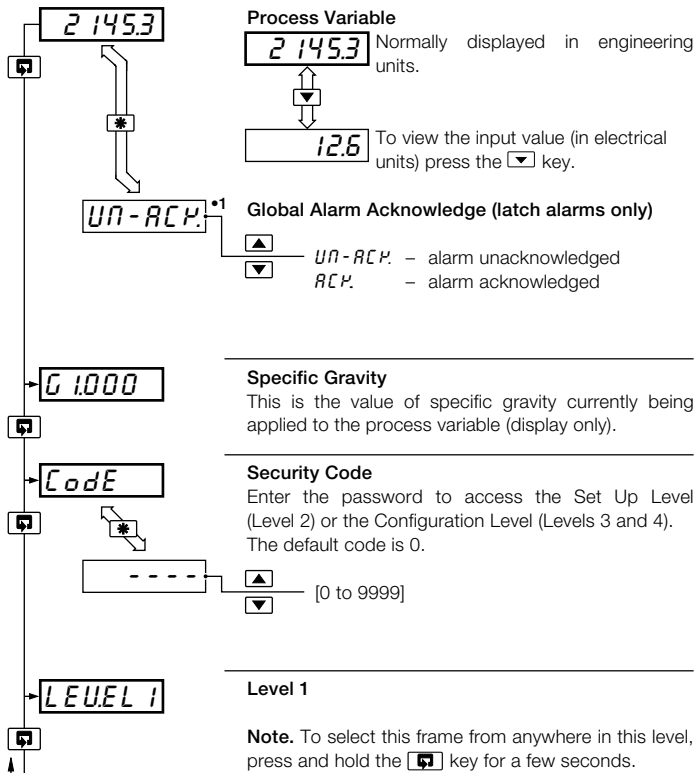 2145.3
Process Variable
2145.3 Normally displayed in engineering
units.
12.6 To view the input value (in electrical
units) press the ▼ key.
UN-ACK. •1
Global Alarm Acknowledge (latch alarms only)
UN-ACK. – alarm unacknowledged
ACK. – alarm acknowledged
G 1.000
Specific Gravity
This is the value of specific gravity currently being
applied to the process variable (display only).
CodE
Security Code
Enter the password to access the Set Up Level
(Level 2) or the Configuration Level (Levels 3 and 4).
The default code is 0.
- - - -
[0 to 9999]
LEVEL 1
Level 1
Note. To select this frame from anywhere in this level,
press and hold the key for a few seconds.